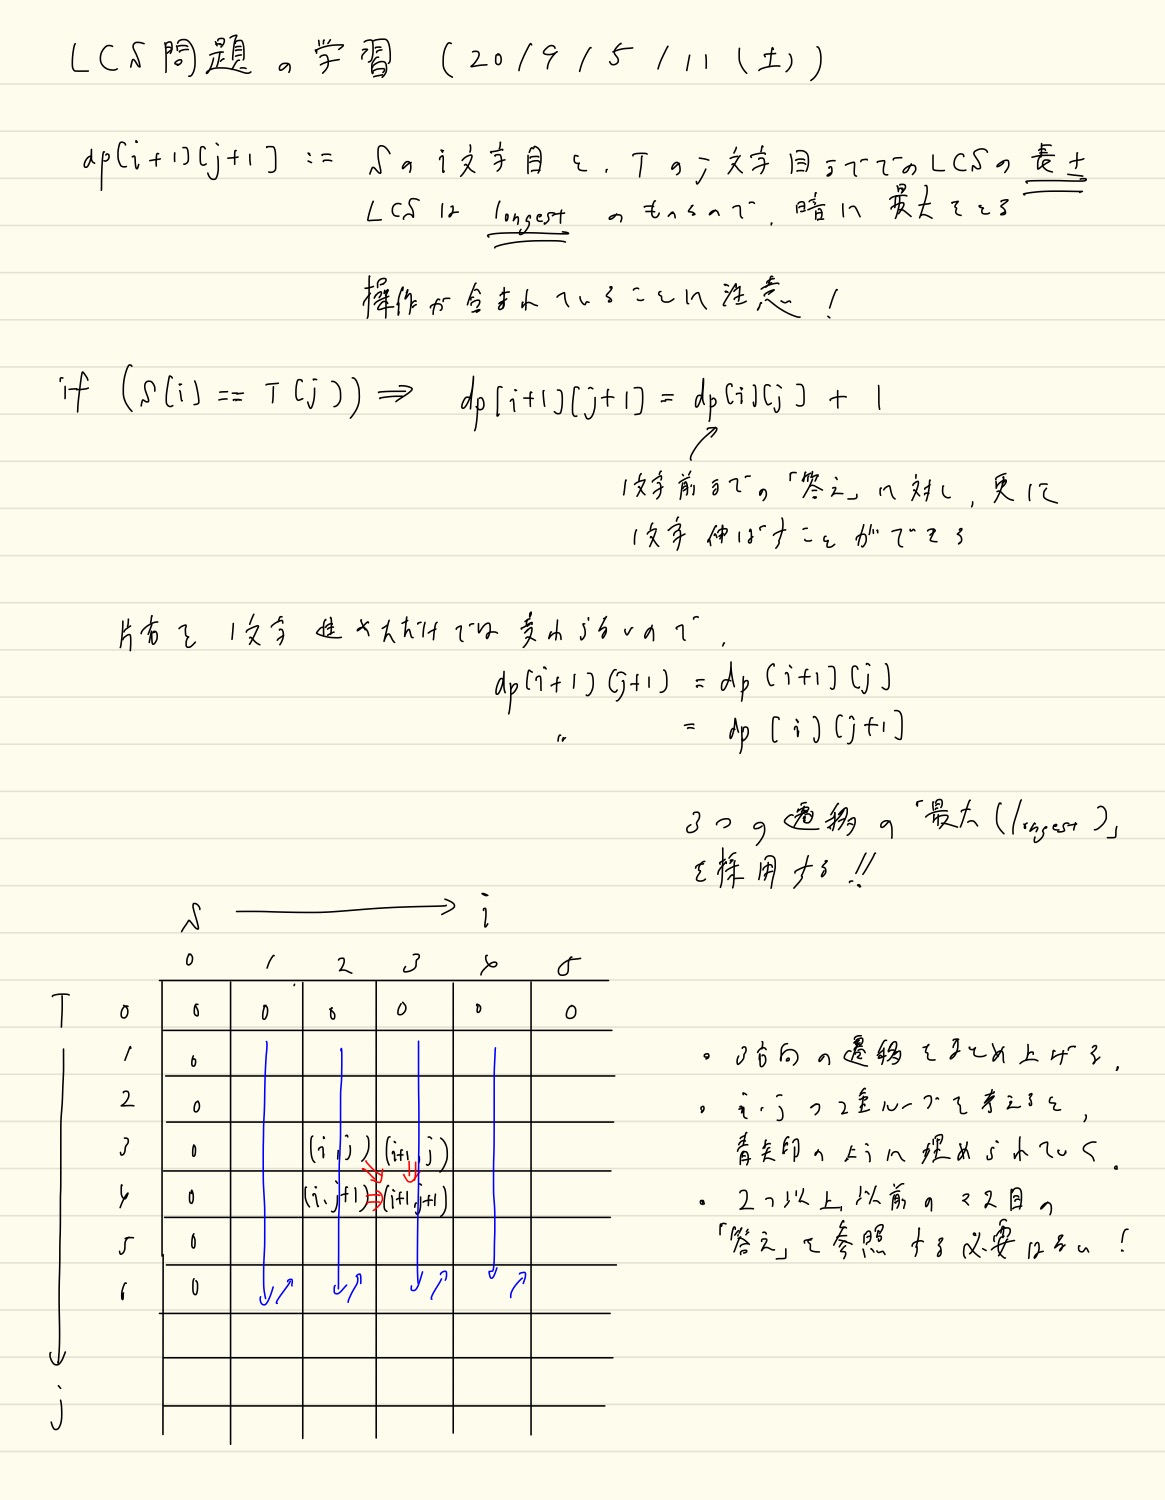 LCS問題の学習 (2019/5/11(土))
dp[i+1][j+1] := Sのi文字目と、Tのj文字目まででのLCSの長さ
LCSは longest のものなので、暗に最大をとる
操作が含まれていることに注意!
if (S[i] == T[j]) ⇒ dp[i+1][j+1] = dp[i][j] + 1
1文字前までの「答え」に対し、更に
1文字伸ばすことができる
片方を1文字進めただけでは変わらないので、
dp[i+1][j+1] = dp[i+1][j]
〃 = dp[i][j+1]
3つの遷移の「最大(longest)」
を採用する!!
S → i
0 1 2 3 4 5
T 0 0 0 0 0 0 0
1 0
2 0
3 0 (i,j) (i+1,j)
4 0 (i,j+1) (i+1,j+1)
5 0
6 0
j
・3方向の遷移をまとめ上げる。
・i,jの2重ループで考えると、
青矢印のように埋められていく。
・2つ以上以前のマス目の
「答え」を参照する必要はない!